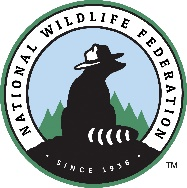 NATIONAL WILDLIFE FEDERATION
• SINCE 1936 •
TM